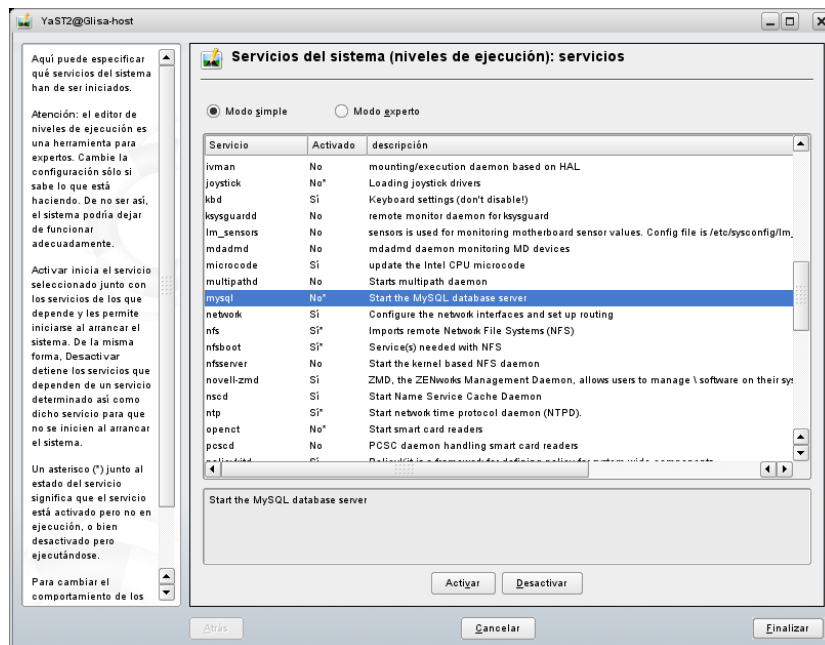 YaST2@Glisa-host
Aquí puede especificar
qué servicios del sistema
han de ser iniciados.
Atención: el editor de
niveles de ejecución es
una herramienta para
expertos. Cambie la
configuración sólo si
sabe lo que está
haciendo. De no ser así,
el sistema podría dejar
de funcionar
adecuadamente.
Activar inicia el servicio
seleccionado junto con
los servicios de los que
depende y les permite
iniciarse al arrancar el
sistema. De la misma
forma, Desactivar
detiene los servicios que
dependen de un servicio
determinado así como
dicho servicio para que
no se inicien al arrancar
el sistema.
Un asterisco (*) junto al
estado del servicio
significa que el servicio
está activado pero no en
ejecución, o bien
desactivado pero
ejecutándose.
Para cambiar el
comportamiento de los
Servicios del sistema (niveles de ejecución): servicios
Modo simple Modo experto
Servicio Activado descripción
ivman No mounting/execution daemon based on HAL
joystick No* Loading joystick drivers
kbd Sí Keyboard settings (don't disable!)
ksysguardd No remote monitor daemon for ksysguard
lm_sensors No sensors is used for monitoring motherboard sensor values. Config file is /etc/sysconfig/lm_
mdadmd No mdadmd daemon monitoring MD devices
microcode Sí update the Intel CPU microcode
multipathd No Starts multipath daemon
mysql No* Start the MySQL database server
network Sí Configure the network interfaces and set up routing
nfs Sí* Imports remote Network File Systems (NFS)
nfsboot Sí* Service(s) needed with NFS
nfsserver No Start the kernel based NFS daemon
novell-zmd Sí ZMD, the ZENworks Management Daemon, allows users to manage \ software on their sys
nscd Sí Start Name Service Cache Daemon
ntp Sí* Start network time protocol daemon (NTPD).
openct No* Start smart card readers
pcscd No PCSC daemon handling smart card readers
policykitd Sí PolicyKit is a framework for defining policy for system-wide components
Start the MySQL database server
Activar Desactivar
Atrás Cancelar Finalizar